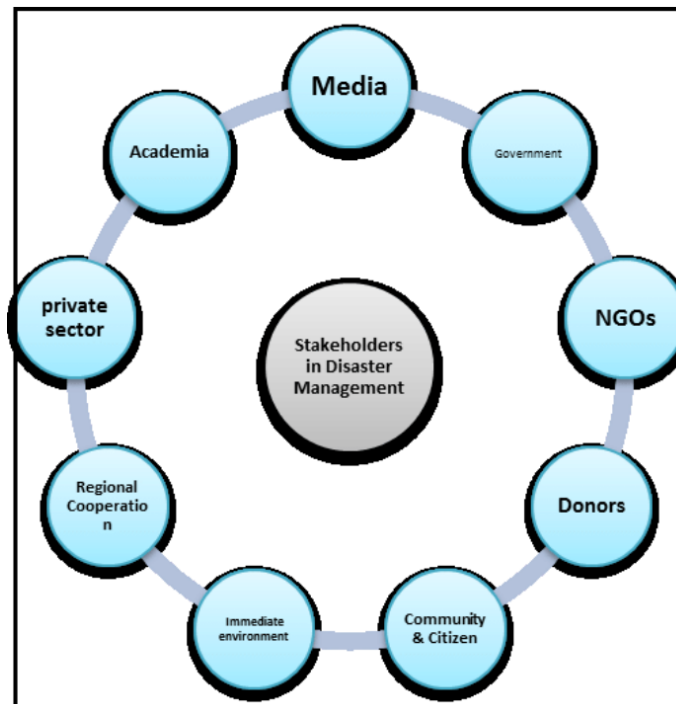 Media
Government
NGOs
Donors
Community
& Citizen
Immediate
environment
Regional
Cooperatio
n
private
sector
Academia
Stakeholders
in Disaster
Management